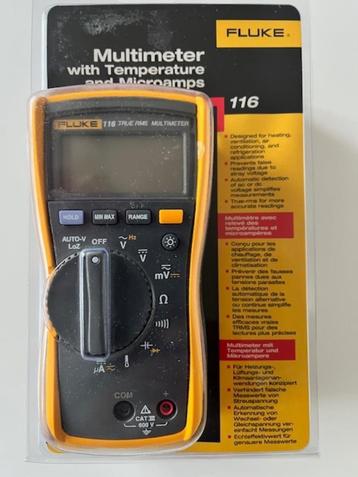 Multimeter
with Temperature
and Microamps
FLUKE®
116
FLUKE 116 TRUE RMS MULTIMETER
HOLD
MIN MAX
RANGE
AUTO-V
LoZ
OFF
Hz
V
V
mV
Ω
µA
COM
+
CAT III
600 V
• Designed for heating,
ventilation, air
conditioning, and
refrigeration
applications
• Prevents false
readings due to
stray voltage
• Automatic detection
of ac or dc
voltage simplifies
measurements
• True-rms for more
accurate readings
Multimètre avec
relevé des
températures et
microampères
• Conçu pour les
applications de
chauffage, de
ventilation et de
climatisation
• Prévient des fausses
pannes dues aux
tensions parasites
• La détection
automatique de la
tension alternative
ou continue simplifie
les mesures
• Des mesures
efficaces vraies
TRMS pour des
lectures plus précises
Multimeter mit
Temperatur und
Mikroampere
• Für Heizungs-,
Lüftungs- und
Klimaanlagen-
wendungen konzipiert
• Verhindert falsche
Messwerte von
Streuspannung
• Automatische
Erkennung von
Wechsel- oder
Gleichspannung ver-
einfacht Messungen
• Echteffektivwert für
genauere Messwerte